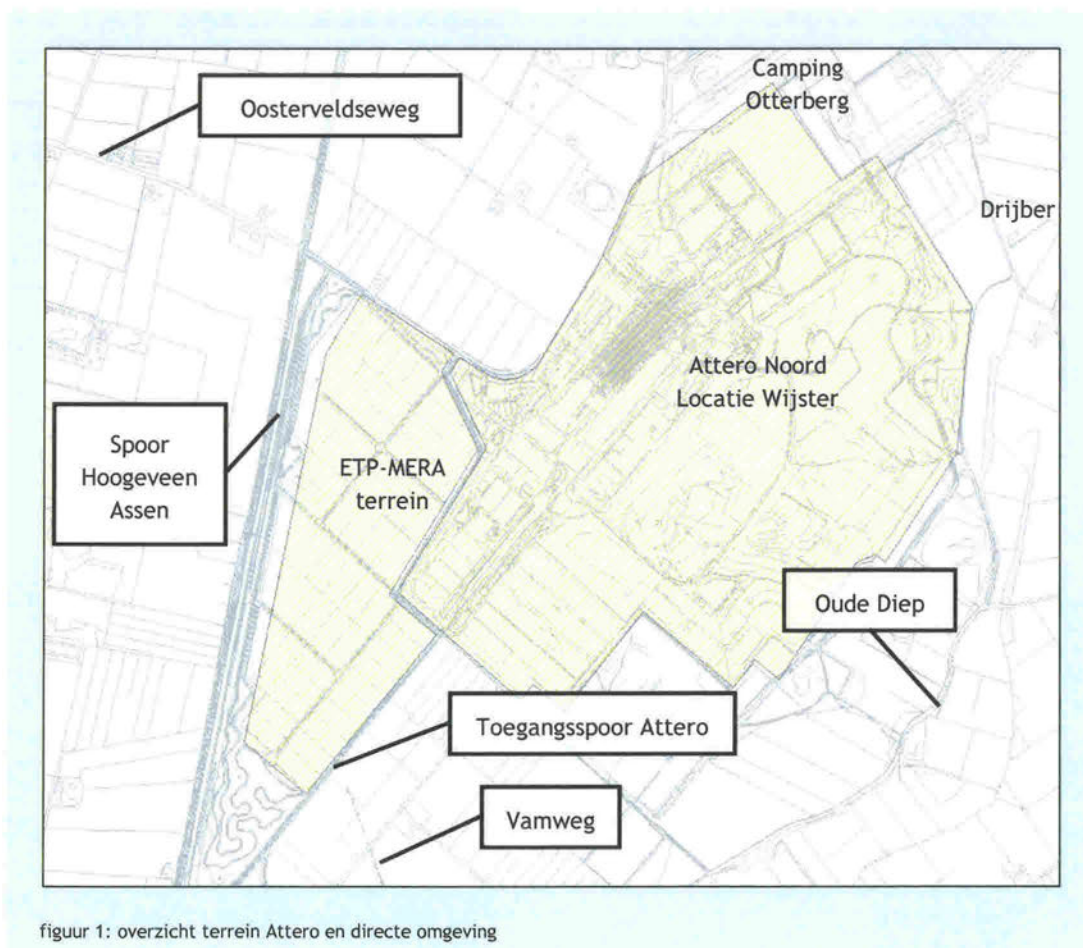 Camping
Otterberg
Oosterveldseweg
Drijber
Attero Noord
Locatie Wijster
Spoor
Hoogeveen
Assen
ETP-MERA
terrein
Oude Diep
Toegangsspoor Attero
Vamweg
figuur 1: overzicht terrein Attero en directe omgeving